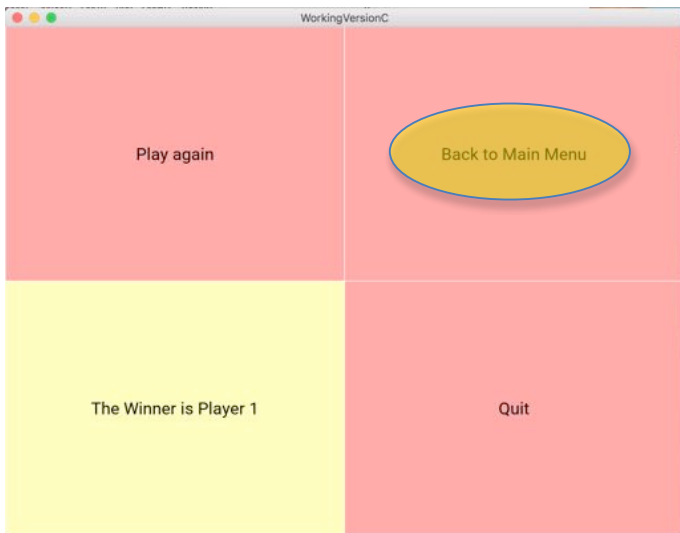 WorkingVersionC
Play again
Back to Main Menu
The Winner is Player 1
Quit